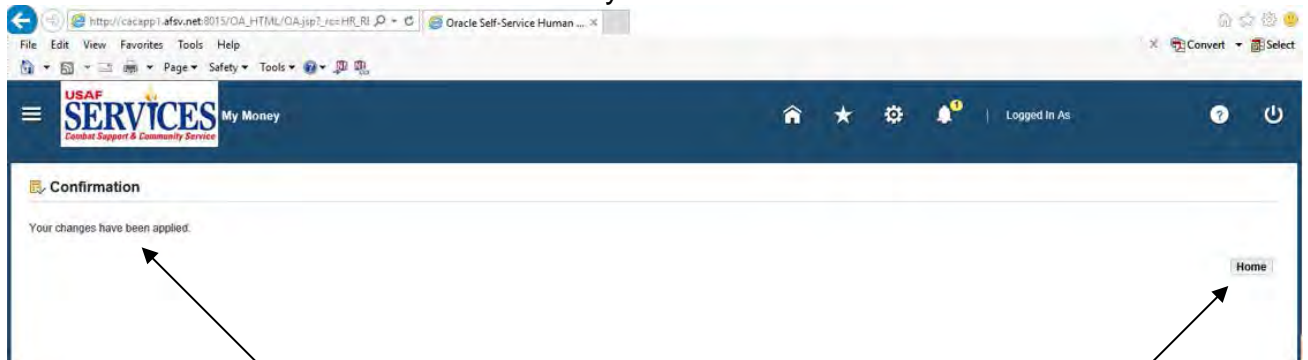 http://cacapp1.afsv.net:8015/OA_HTML/OA.jsp?_rc=HR_RI
Oracle Self-Service Human ...
File Edit View Favorites Tools Help
Convert Select
Page Safety Tools
USAF
SERVICES
Combat Support & Community Service
My Money
1
Logged In As
?
Confirmation
Your changes have been applied.
Home